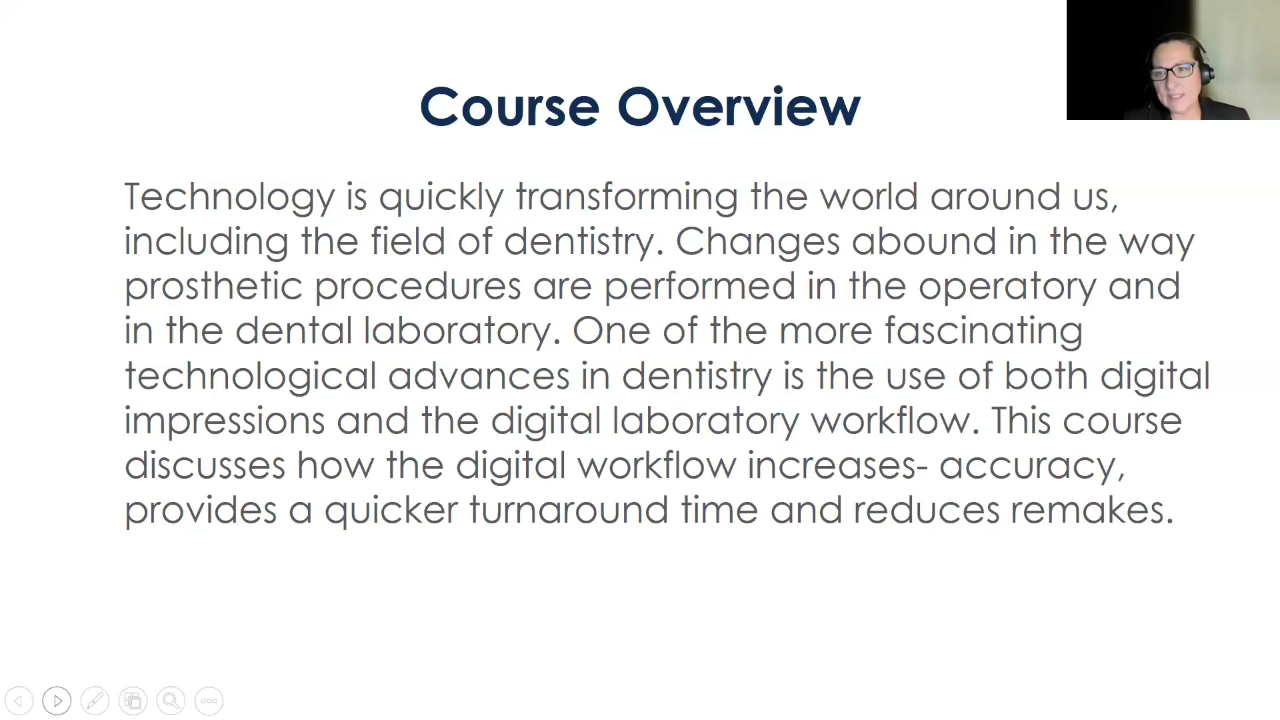 Course Overview
Technology is quickly transforming the world around us,
including the field of dentistry. Changes abound in the way
prosthetic procedures are performed in the operatory and
in the dental laboratory. One of the more fascinating
technological advances in dentistry is the use of both digital
impressions and the digital laboratory workflow. This course
discusses how the digital workflow increases- accuracy,
provides a quicker turnaround time and reduces remakes.